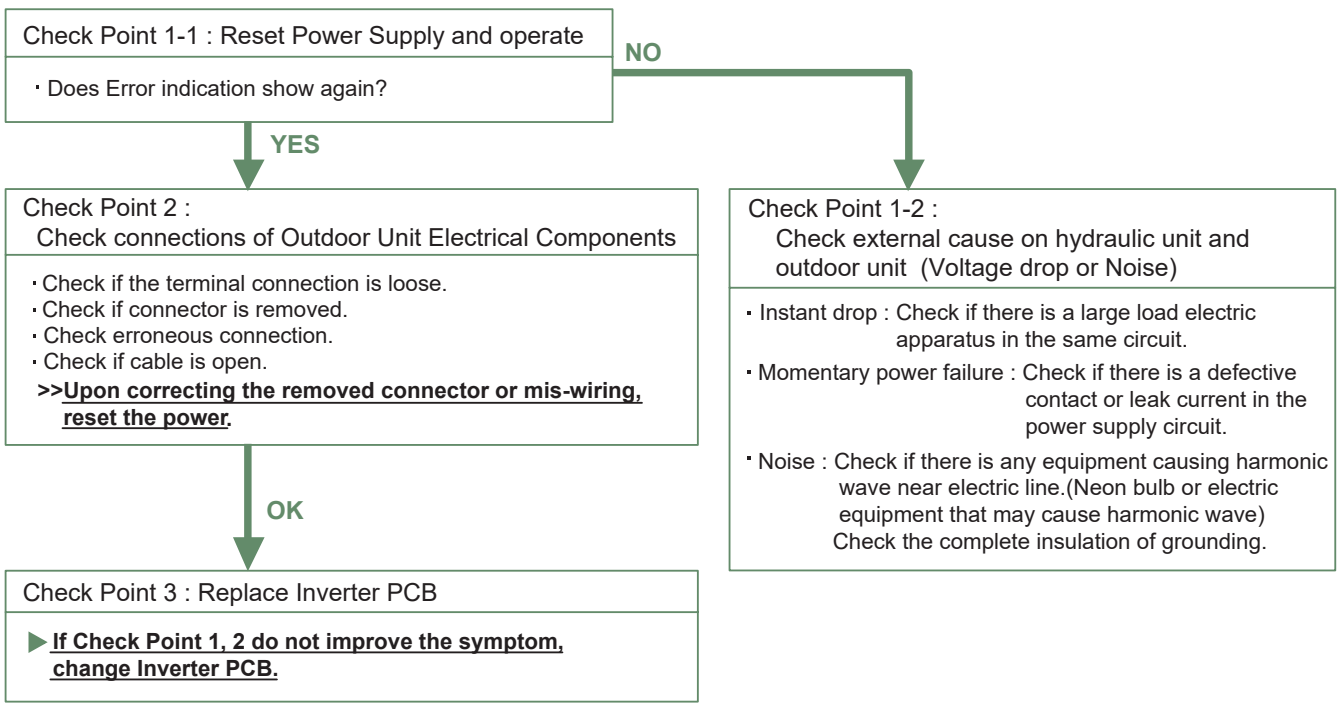 Check Point 1-1 : Reset Power Supply and operate
· Does Error indication show again?
NO
YES
Check Point 2 :
Check connections of Outdoor Unit Electrical Components
· Check if the terminal connection is loose.
· Check if connector is removed.
· Check erroneous connection.
· Check if cable is open.
>>Upon correcting the removed connector or mis-wiring,
reset the power.
OK
Check Point 3 : Replace Inverter PCB
▶ If Check Point 1, 2 do not improve the symptom,
change Inverter PCB.
Check Point 1-2 :
Check external cause on hydraulic unit and
outdoor unit (Voltage drop or Noise)
· Instant drop : Check if there is a large load electric
apparatus in the same circuit.
· Momentary power failure : Check if there is a defective
contact or leak current in the
power supply circuit.
· Noise : Check if there is any equipment causing harmonic
wave near electric line.(Neon bulb or electric
equipment that may cause harmonic wave)
Check the complete insulation of grounding.